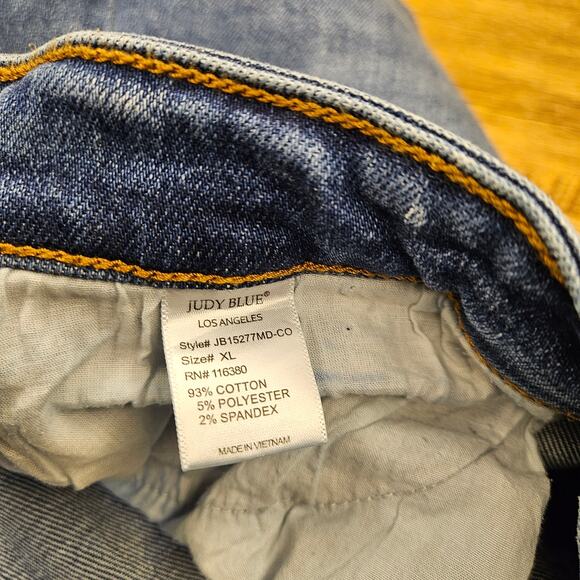 JUDY BLUE®
LOS ANGELES
Style# JB15277MD-CO
Size# XL
RN# 116380
93% COTTON
5% POLYESTER
2% SPANDEX
MADE IN VIETNAM